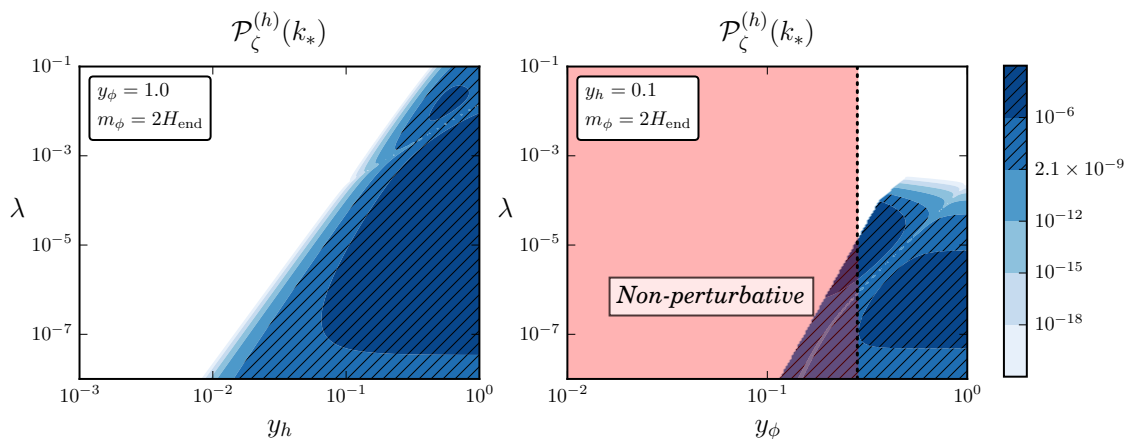 𝒫_ζ^(h)(k_*)
10^-1
y_ϕ = 1.0
m_ϕ = 2H_end
10^-3
λ
10^-5
10^-7
10^-3
10^-2
10^-1
10^0
y_h
𝒫_ζ^(h)(k_*)
10^-1
y_h = 0.1
m_ϕ = 2H_end
10^-3
λ
10^-5
Non-perturbative
10^-7
10^-2
10^-1
10^0
y_ϕ
10^-6
2.1 × 10^-9
10^-12
10^-15
10^-18